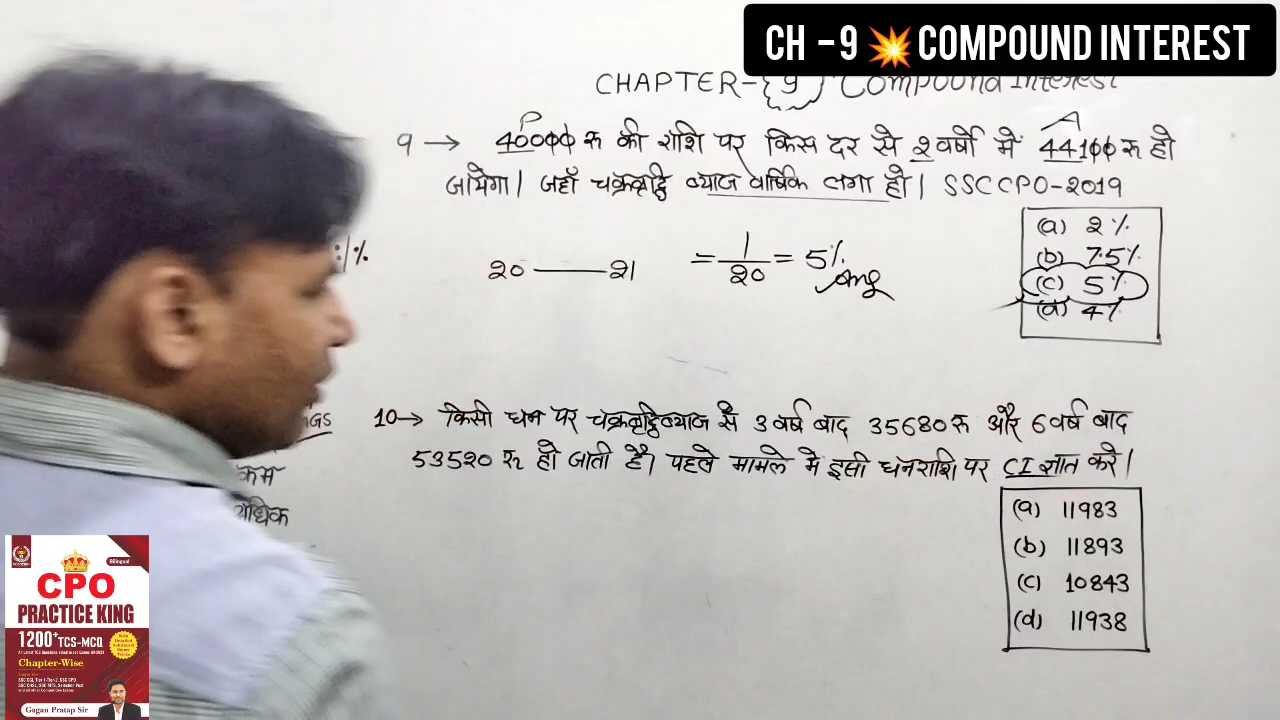 CH - 9 💥 COMPOUND INTEREST
CHAPTER-9 Compound Interest
P A
9 → 40000 रु की राशि पर किस दर से 2 वर्षो में 44100 रु हो
जायेगा। जहाँ चक्रवृद्धि ब्याज वार्षिक लगा हो। SSC CPO-2019
20 — 21 = 1/20 = 5% Ans
(a) 2%
(b) 7.5%
(c) 5%
(d) 4%
10 → किसी धन पर चक्रवृद्धि ब्याज से 3 वर्ष बाद 35680 रु और 6 वर्ष बाद
53520 रु हो जाती है। पहले मामले मे इसी धनराशि पर CI ज्ञात करे।
(a) 11983
(b) 11893
(c) 10843
(d) 11938
Bilingual
CPO
PRACTICE KING
1200+ TCS-MCQ
Chapter-Wise
Gagan Pratap Sir